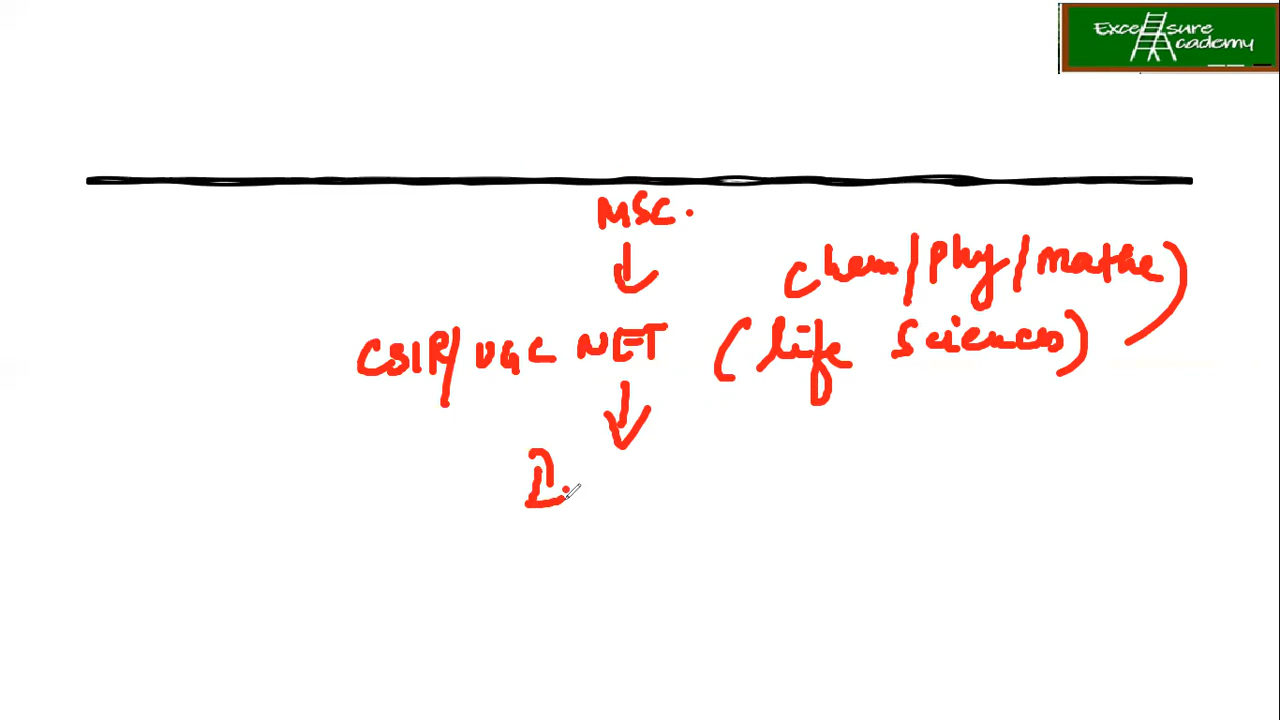 Excel sure
Academy
MSC.
chem/phy/mathe)
CSIR/UGC NET (life Sciences)